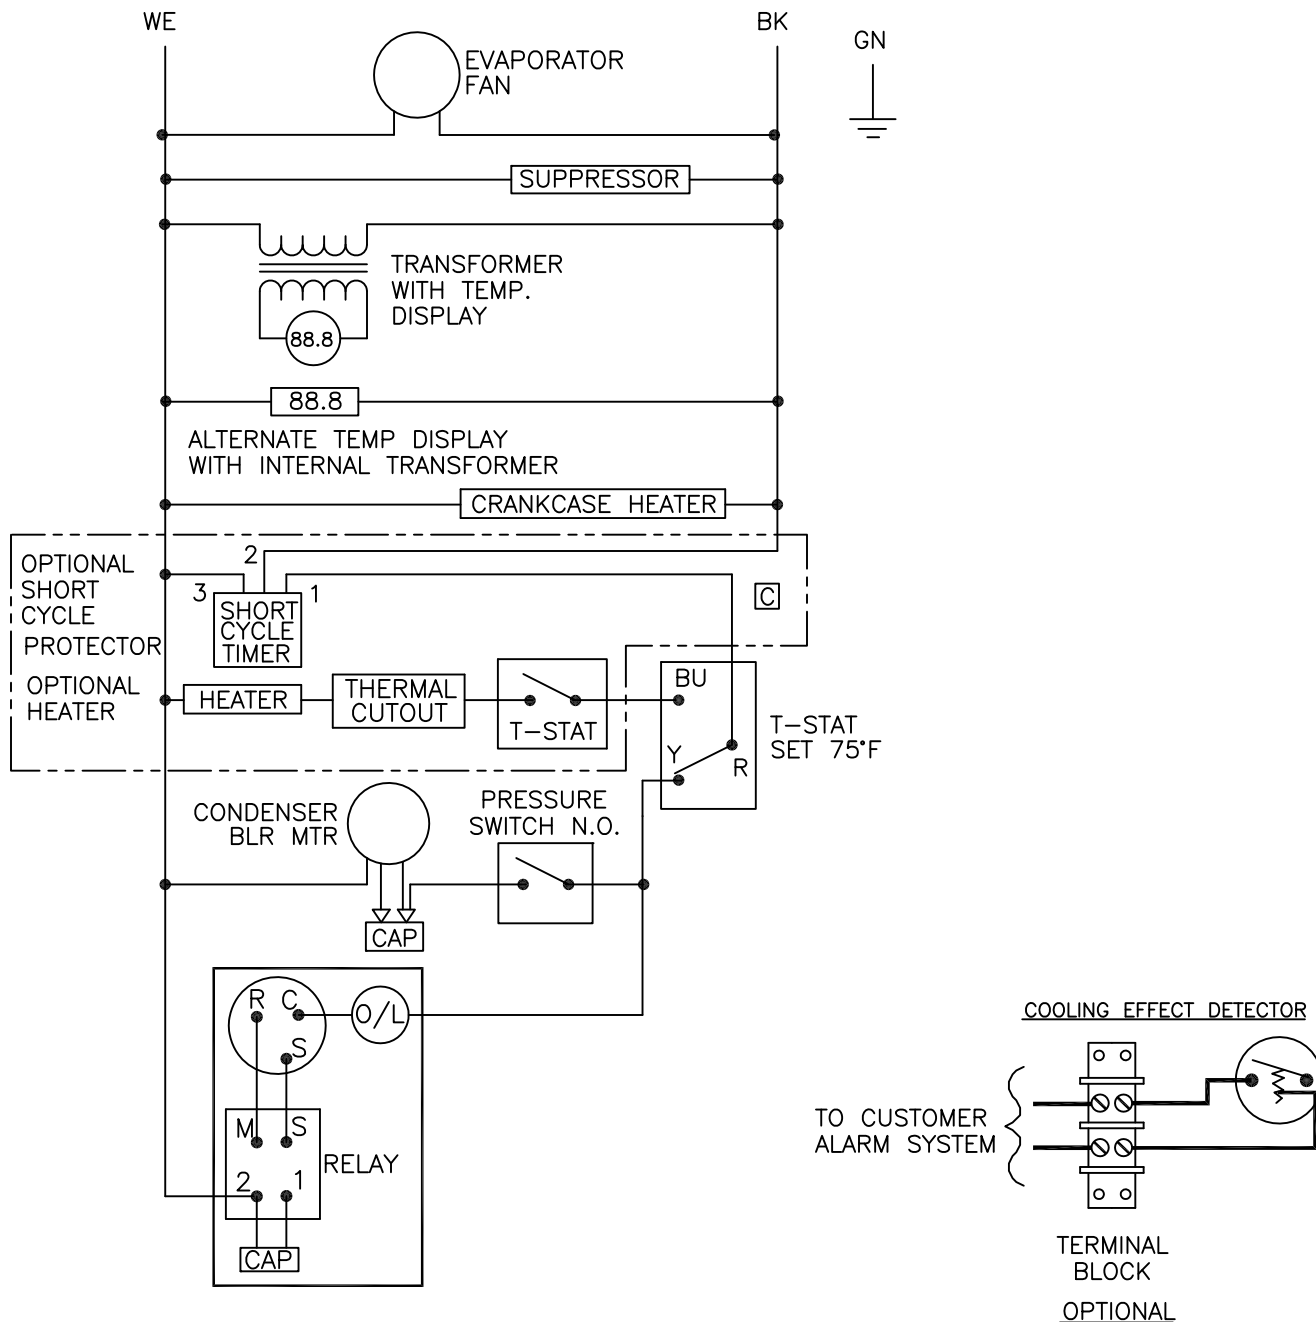 WE
BK
GN
EVAPORATOR
FAN
SUPPRESSOR
TRANSFORMER
WITH TEMP.
DISPLAY
88.8
88.8
ALTERNATE TEMP DISPLAY
WITH INTERNAL TRANSFORMER
CRANKCASE HEATER
OPTIONAL
SHORT
CYCLE
PROTECTOR
2
3
1
SHORT
CYCLE
TIMER
C
OPTIONAL
HEATER
HEATER
THERMAL
CUTOUT
T-STAT
BU
Y
R
T-STAT
SET 75°F
CONDENSER
BLR MTR
PRESSURE
SWITCH N.O.
CAP
R C
O/L
S
M S
RELAY
2 1
CAP
COOLING EFFECT DETECTOR
TO CUSTOMER
ALARM SYSTEM
TERMINAL
BLOCK
OPTIONAL